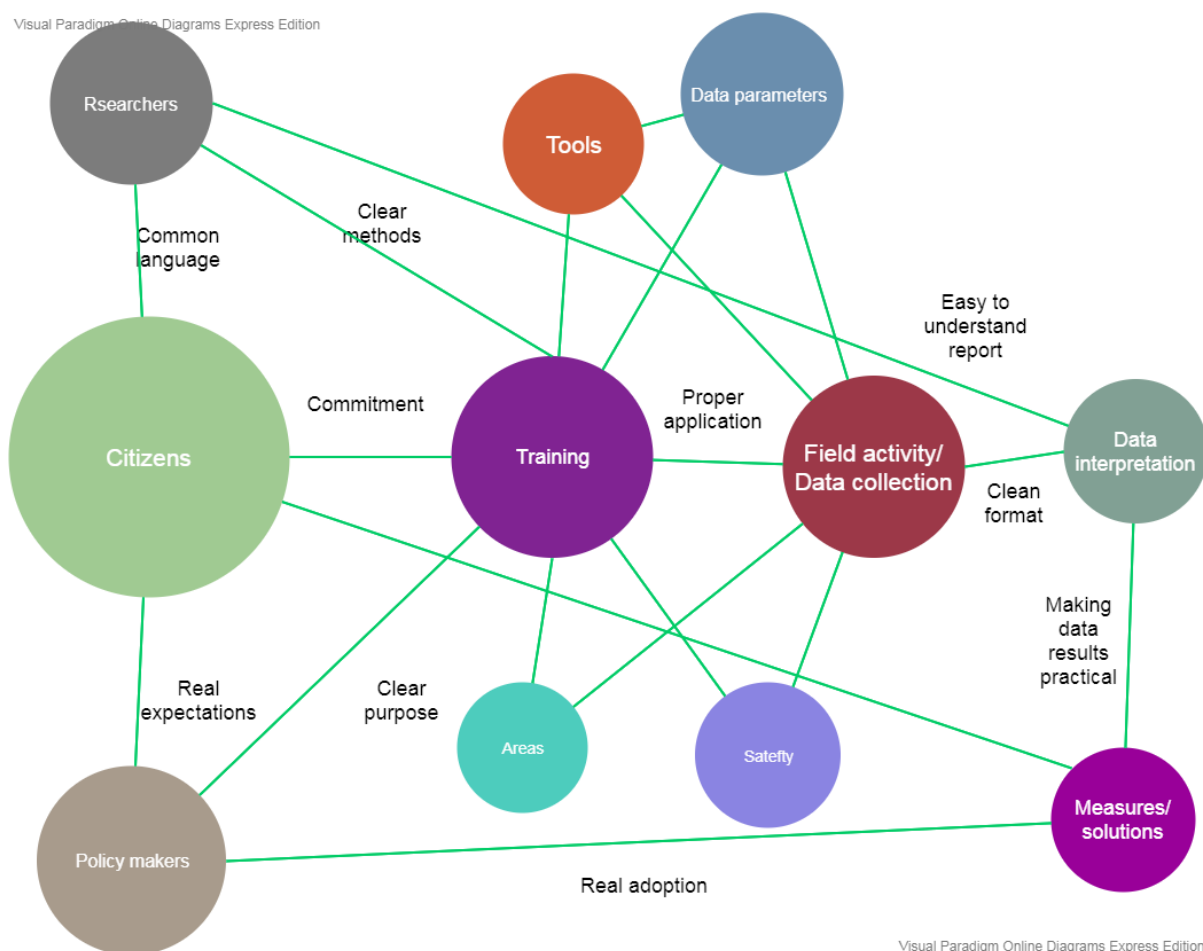 Visual Paradigm Online Diagrams Express Edition
Rsearchers
Tools
Data parameters
Common
language
Clear
methods
Easy to
understand
report
Citizens
Commitment
Training
Proper
application
Field activity/
Data collection
Clean
format
Data
interpretation
Making
data
results
practical
Real
expectations
Clear
purpose
Areas
Satefty
Measures/
solutions
Policy makers
Real adoption
Visual Paradigm Online Diagrams Express Edition